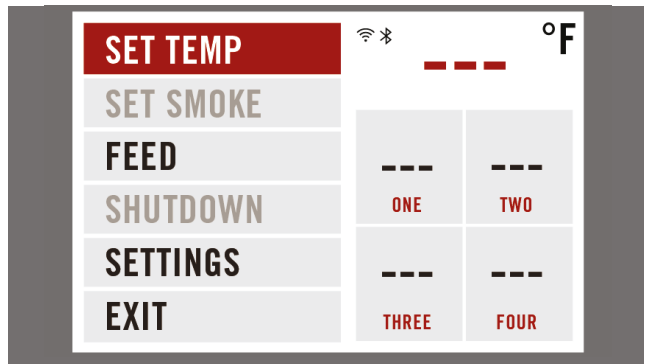 SET TEMP
SET SMOKE
FEED
SHUTDOWN
SETTINGS
EXIT
°F
---
---
ONE
---
TWO
---
THREE
---
FOUR